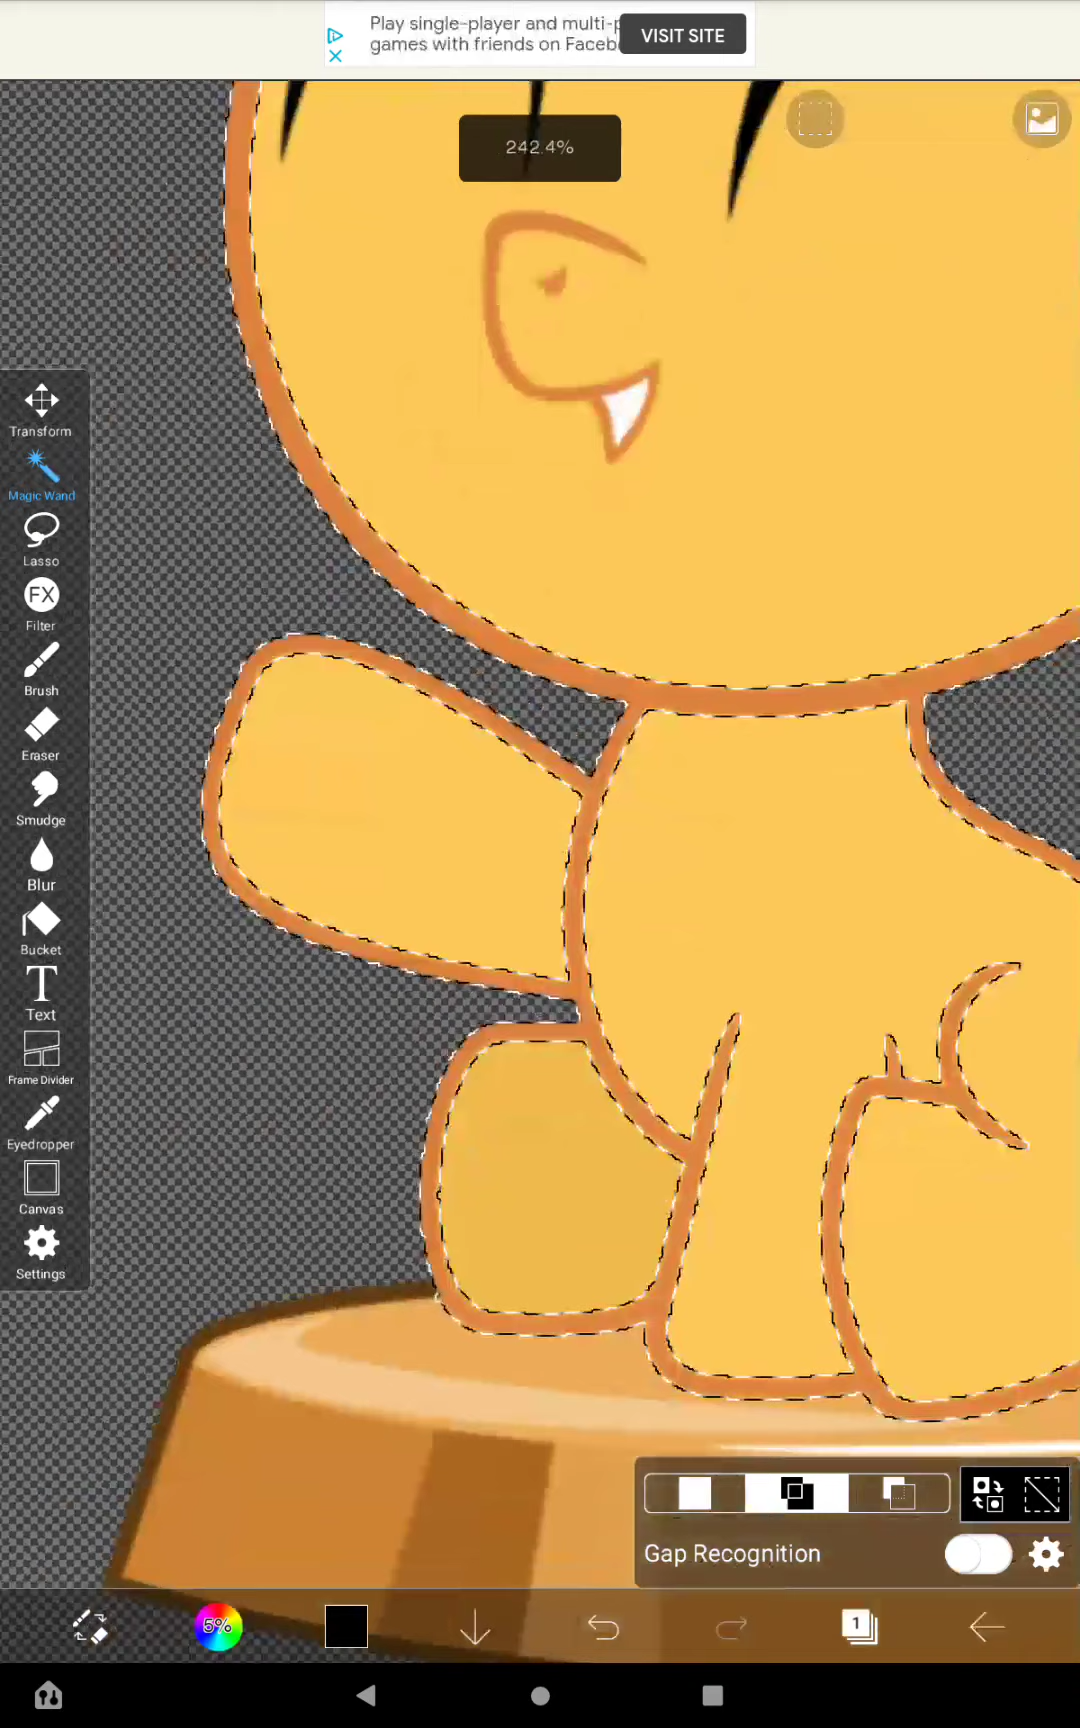 Play single-player and multi-p
games with friends on Faceb
VISIT SITE
242.4%
Transform
Magic Wand
Lasso
FX
Filter
Brush
Eraser
Smudge
Blur
Bucket
T
Text
Frame Divider
Eyedropper
Canvas
Settings
Gap Recognition
5%
1